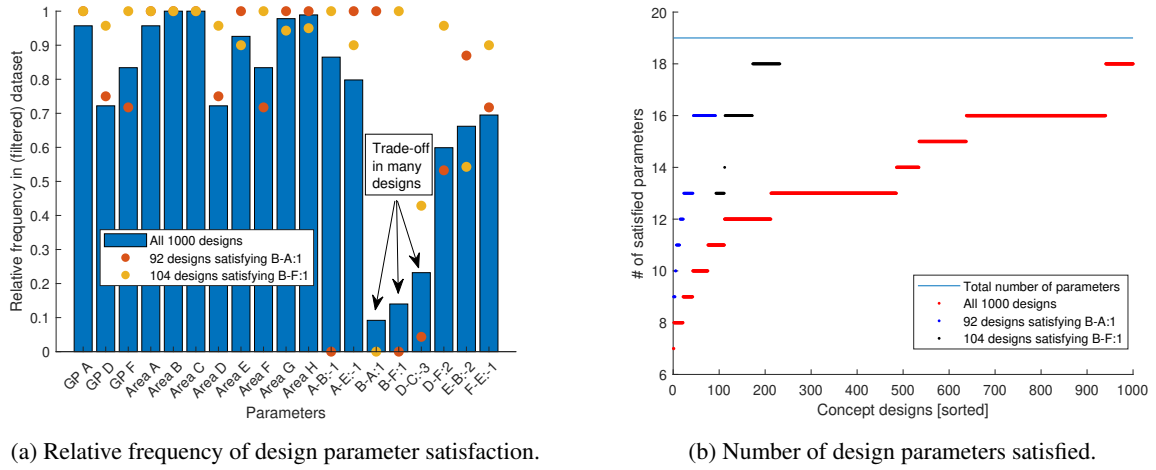 1
0.9
0.8
0.7
0.6
0.5
0.4
0.3
0.2
0.1
0
Relative frequency in (filtered) dataset
Trade-off
in many
designs
All 1000 designs
92 designs satisfying B-A:1
104 designs satisfying B-F:1
GP A
GP D
GP F
Area A
Area B
Area C
Area D
Area E
Area F
Area G
Area H
A-B:-1
A-E:-1
B-A:1
B-F:1
D-C:-3
D-F:-2
E-B:-2
F-E:-1
Parameters
(a) Relative frequency of design parameter satisfaction.
20
18
16
14
12
10
8
6
# of satisfied parameters
Total number of parameters
All 1000 designs
92 designs satisfying B-A:1
104 designs satisfying B-F:1
0 100 200 300 400 500 600 700 800 900 1000
Concept designs [sorted]
(b) Number of design parameters satisfied.